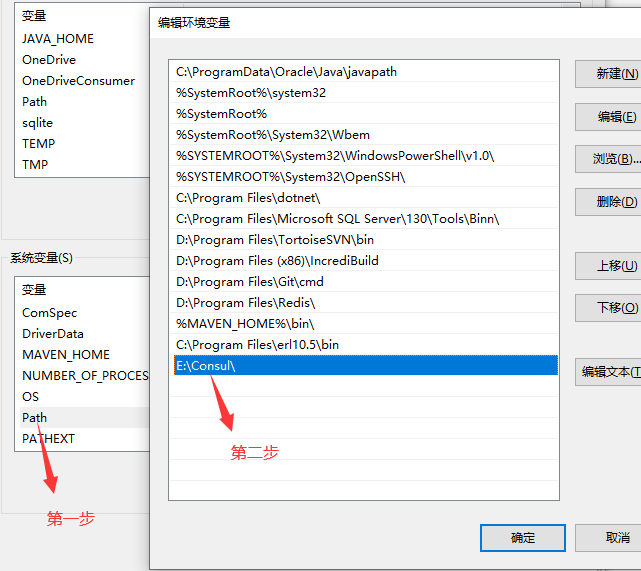 变量
JAVA_HOME
OneDrive
OneDriveConsumer
Path
sqlite
TEMP
TMP
系统变量(S)
变量
ComSpec
DriverData
MAVEN_HOME
NUMBER_OF_PROCES
OS
Path
PATHEXT
第一步
编辑环境变量
C:\ProgramData\Oracle\Java\javapath
%SystemRoot%\system32
%SystemRoot%
%SystemRoot%\System32\Wbem
%SYSTEMROOT%\System32\WindowsPowerShell\v1.0\
%SYSTEMROOT%\System32\OpenSSH\
C:\Program Files\dotnet\
C:\Program Files\Microsoft SQL Server\130\Tools\Binn\
D:\Program Files\TortoiseSVN\bin
D:\Program Files (x86)\IncrediBuild
D:\Program Files\Git\cmd
D:\Program Files\Redis\
%MAVEN_HOME%\bin\
C:\Program Files\erl10.5\bin
E:\Consul\
第二步
新建(N)
编辑(E)
浏览(B)...
删除(D)
上移(U)
下移(O)
编辑文本(T
确定
取消